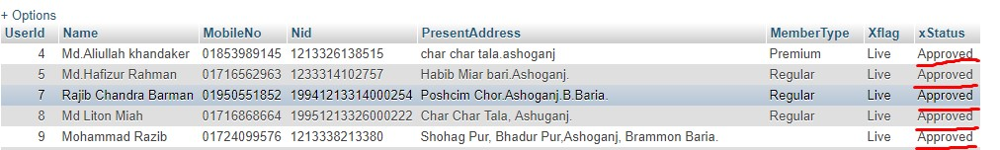 + Options
UserId Name MobileNo Nid PresentAddress MemberType Xflag xStatus
4 Md.Aliullah khandaker 01853989145 1213326138515 char char tala.ashoganj Premium Live Approved
5 Md.Hafizur Rahman 01716562963 1233314102757 Habib Miar bari.Ashoganj. Regular Live Approved
7 Rajib Chandra Barman 01950551852 19941213314000254 Poshcim Chor.Ashoganj.B.Baria. Regular Live Approved
8 Md Liton Miah 01716868664 19951213326000222 Char Char Tala, Ashuganj. Regular Live Approved
9 Mohammad Razib 01724099576 1213338213380 Shohag Pur, Bhadur Pur,Ashoganj, Brammon Baria. Live Approved